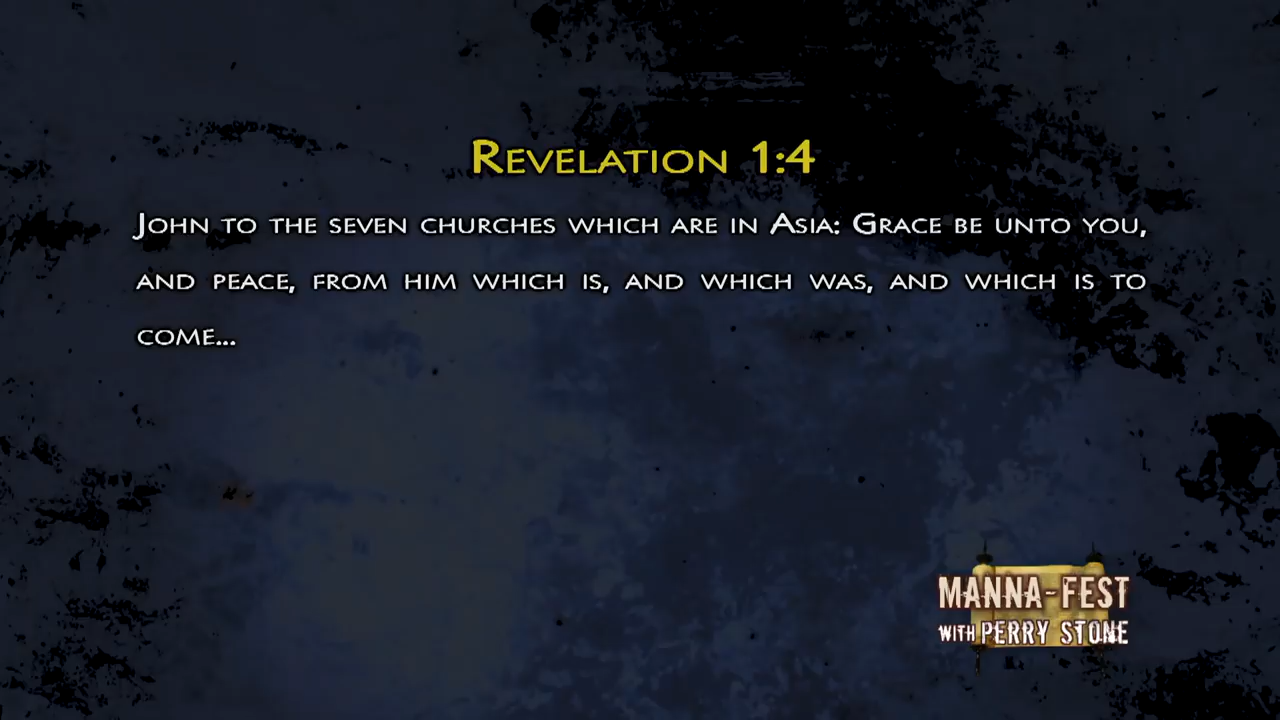 Revelation 1:4
John to the seven churches which are in Asia: Grace be unto you,
and peace, from him which is, and which was, and which is to
come...
MANNA-FEST
WITH PERRY STONE